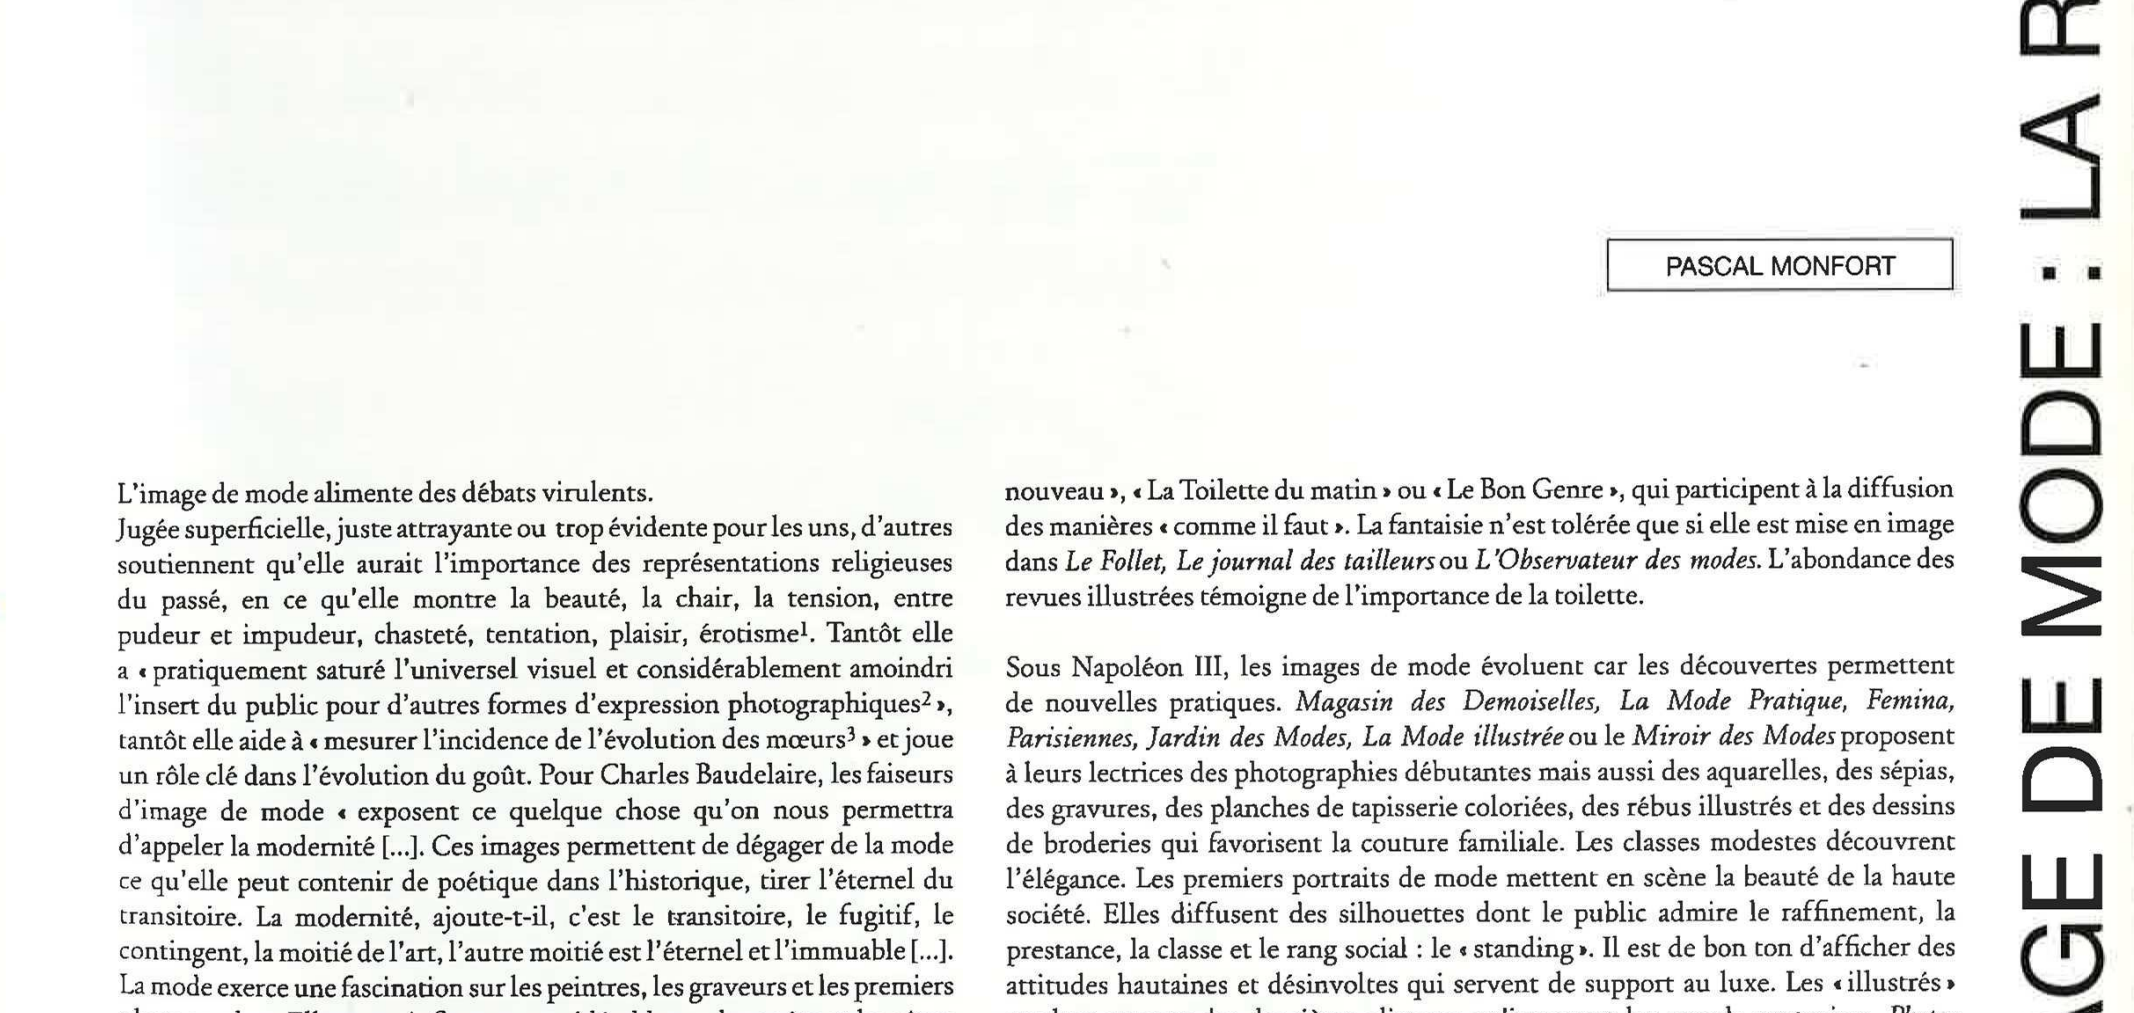 PASCAL MONFORT
L'image de mode alimente des débats virulents.
Jugée superficielle, juste attrayante ou trop évidente pour les uns, d'autres
soutiennent qu'elle aurait l'importance des représentations religieuses
du passé, en ce qu'elle montre la beauté, la chair, la tension, entre
pudeur et impudeur, chasteté, tentation, plaisir, érotisme¹. Tantôt elle
a « pratiquement saturé l'universel visuel et considérablement amoindri
l'insert du public pour d'autres formes d'expression photographiques² »,
tantôt elle aide à « mesurer l'incidence de l'évolution des mœurs³ » et joue
un rôle clé dans l'évolution du goût. Pour Charles Baudelaire, les faiseurs
d'image de mode « exposent ce quelque chose qu'on nous permettra
d'appeler la modernité [...]. Ces images permettent de dégager de la mode
ce qu'elle peut contenir de poétique dans l'historique, tirer l'éternel du
transitoire. La modernité, ajoute-t-il, c'est le transitoire, le fugitif, le
contingent, la moitié de l'art, l'autre moitié est l'éternel et l'immuable [...].
La mode exerce une fascination sur les peintres, les graveurs et les premiers
nouveau », « La Toilette du matin » ou « Le Bon Genre », qui participent à la diffusion
des manières « comme il faut ». La fantaisie n'est tolérée que si elle est mise en image
dans Le Follet, Le journal des tailleurs ou L'Observateur des modes. L'abondance des
revues illustrées témoigne de l'importance de la toilette.
Sous Napoléon III, les images de mode évoluent car les découvertes permettent
de nouvelles pratiques. Magasin des Demoiselles, La Mode Pratique, Femina,
Parisiennes, Jardin des Modes, La Mode illustrée ou le Miroir des Modes proposent
à leurs lectrices des photographies débutantes mais aussi des aquarelles, des sépias,
des gravures, des planches de tapisserie coloriées, des rébus illustrés et des dessins
de broderies qui favorisent la couture familiale. Les classes modestes découvrent
l'élégance. Les premiers portraits de mode mettent en scène la beauté de la haute
société. Elles diffusent des silhouettes dont le public admire le raffinement, la
prestance, la classe et le rang social : le « standing ». Il est de bon ton d'afficher des
attitudes hautaines et désinvoltes qui servent de support au luxe. Les « illustrés »
AGE DE MODE : LA R